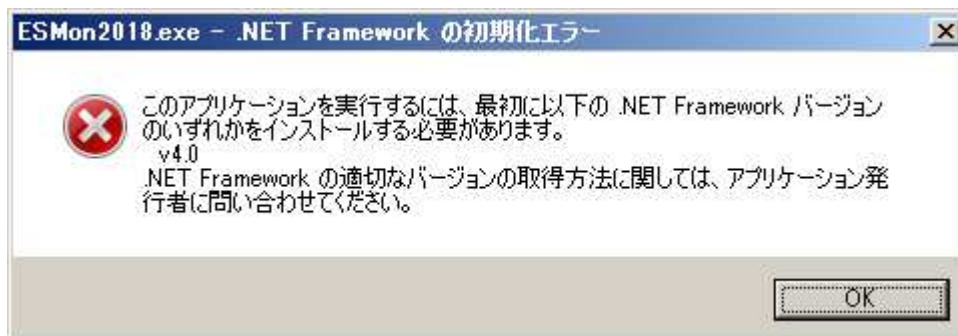 ESMon2018.exe - .NET Framework の初期化エラー
このアプリケーションを実行するには、最初に以下の .NET Framework バージョン
のいずれかをインストールする必要があります。
v4.0
.NET Framework の適切なバージョンの取得方法に関しては、アプリケーション発
行者に問い合わせてください。
OK